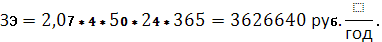 Зэ = 2,07 * 4 * 50 * 24 * 365 = 3626640 руб. □/год.